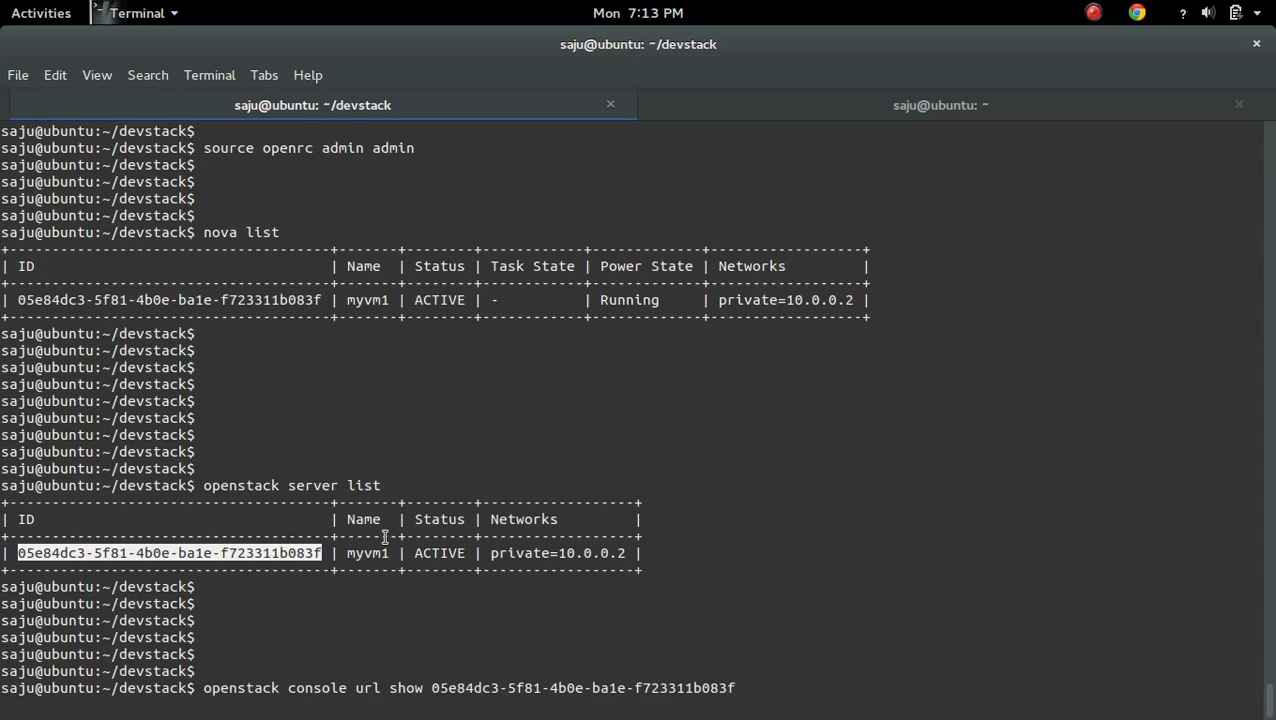 Activities Terminal Mon 7:13 PM ?
saju@ubuntu: ~/devstack ×
File Edit View Search Terminal Tabs Help
saju@ubuntu: ~/devstack × saju@ubuntu: ~ ×
saju@ubuntu:~/devstack$
saju@ubuntu:~/devstack$ source openrc admin admin
saju@ubuntu:~/devstack$
saju@ubuntu:~/devstack$
saju@ubuntu:~/devstack$
saju@ubuntu:~/devstack$
saju@ubuntu:~/devstack$ nova list
+--------------------------------------+-------+--------+------------+-------------+------------------+
| ID                                   | Name  | Status | Task State | Power State | Networks         |
+--------------------------------------+-------+--------+------------+-------------+------------------+
| 05e84dc3-5f81-4b0e-ba1e-f723311b083f | myvm1 | ACTIVE | -          | Running     | private=10.0.0.2 |
+--------------------------------------+-------+--------+------------+-------------+------------------+
saju@ubuntu:~/devstack$
saju@ubuntu:~/devstack$
saju@ubuntu:~/devstack$
saju@ubuntu:~/devstack$
saju@ubuntu:~/devstack$
saju@ubuntu:~/devstack$
saju@ubuntu:~/devstack$
saju@ubuntu:~/devstack$
saju@ubuntu:~/devstack$
saju@ubuntu:~/devstack$ openstack server list
+--------------------------------------+-------+--------+------------------+
| ID                                   | Name  | Status | Networks         |
+--------------------------------------+-------+--------+------------------+
| 05e84dc3-5f81-4b0e-ba1e-f723311b083f | myvm1 | ACTIVE | private=10.0.0.2 |
+--------------------------------------+-------+--------+------------------+
saju@ubuntu:~/devstack$
saju@ubuntu:~/devstack$
saju@ubuntu:~/devstack$
saju@ubuntu:~/devstack$
saju@ubuntu:~/devstack$
saju@ubuntu:~/devstack$
saju@ubuntu:~/devstack$ openstack console url show 05e84dc3-5f81-4b0e-ba1e-f723311b083f